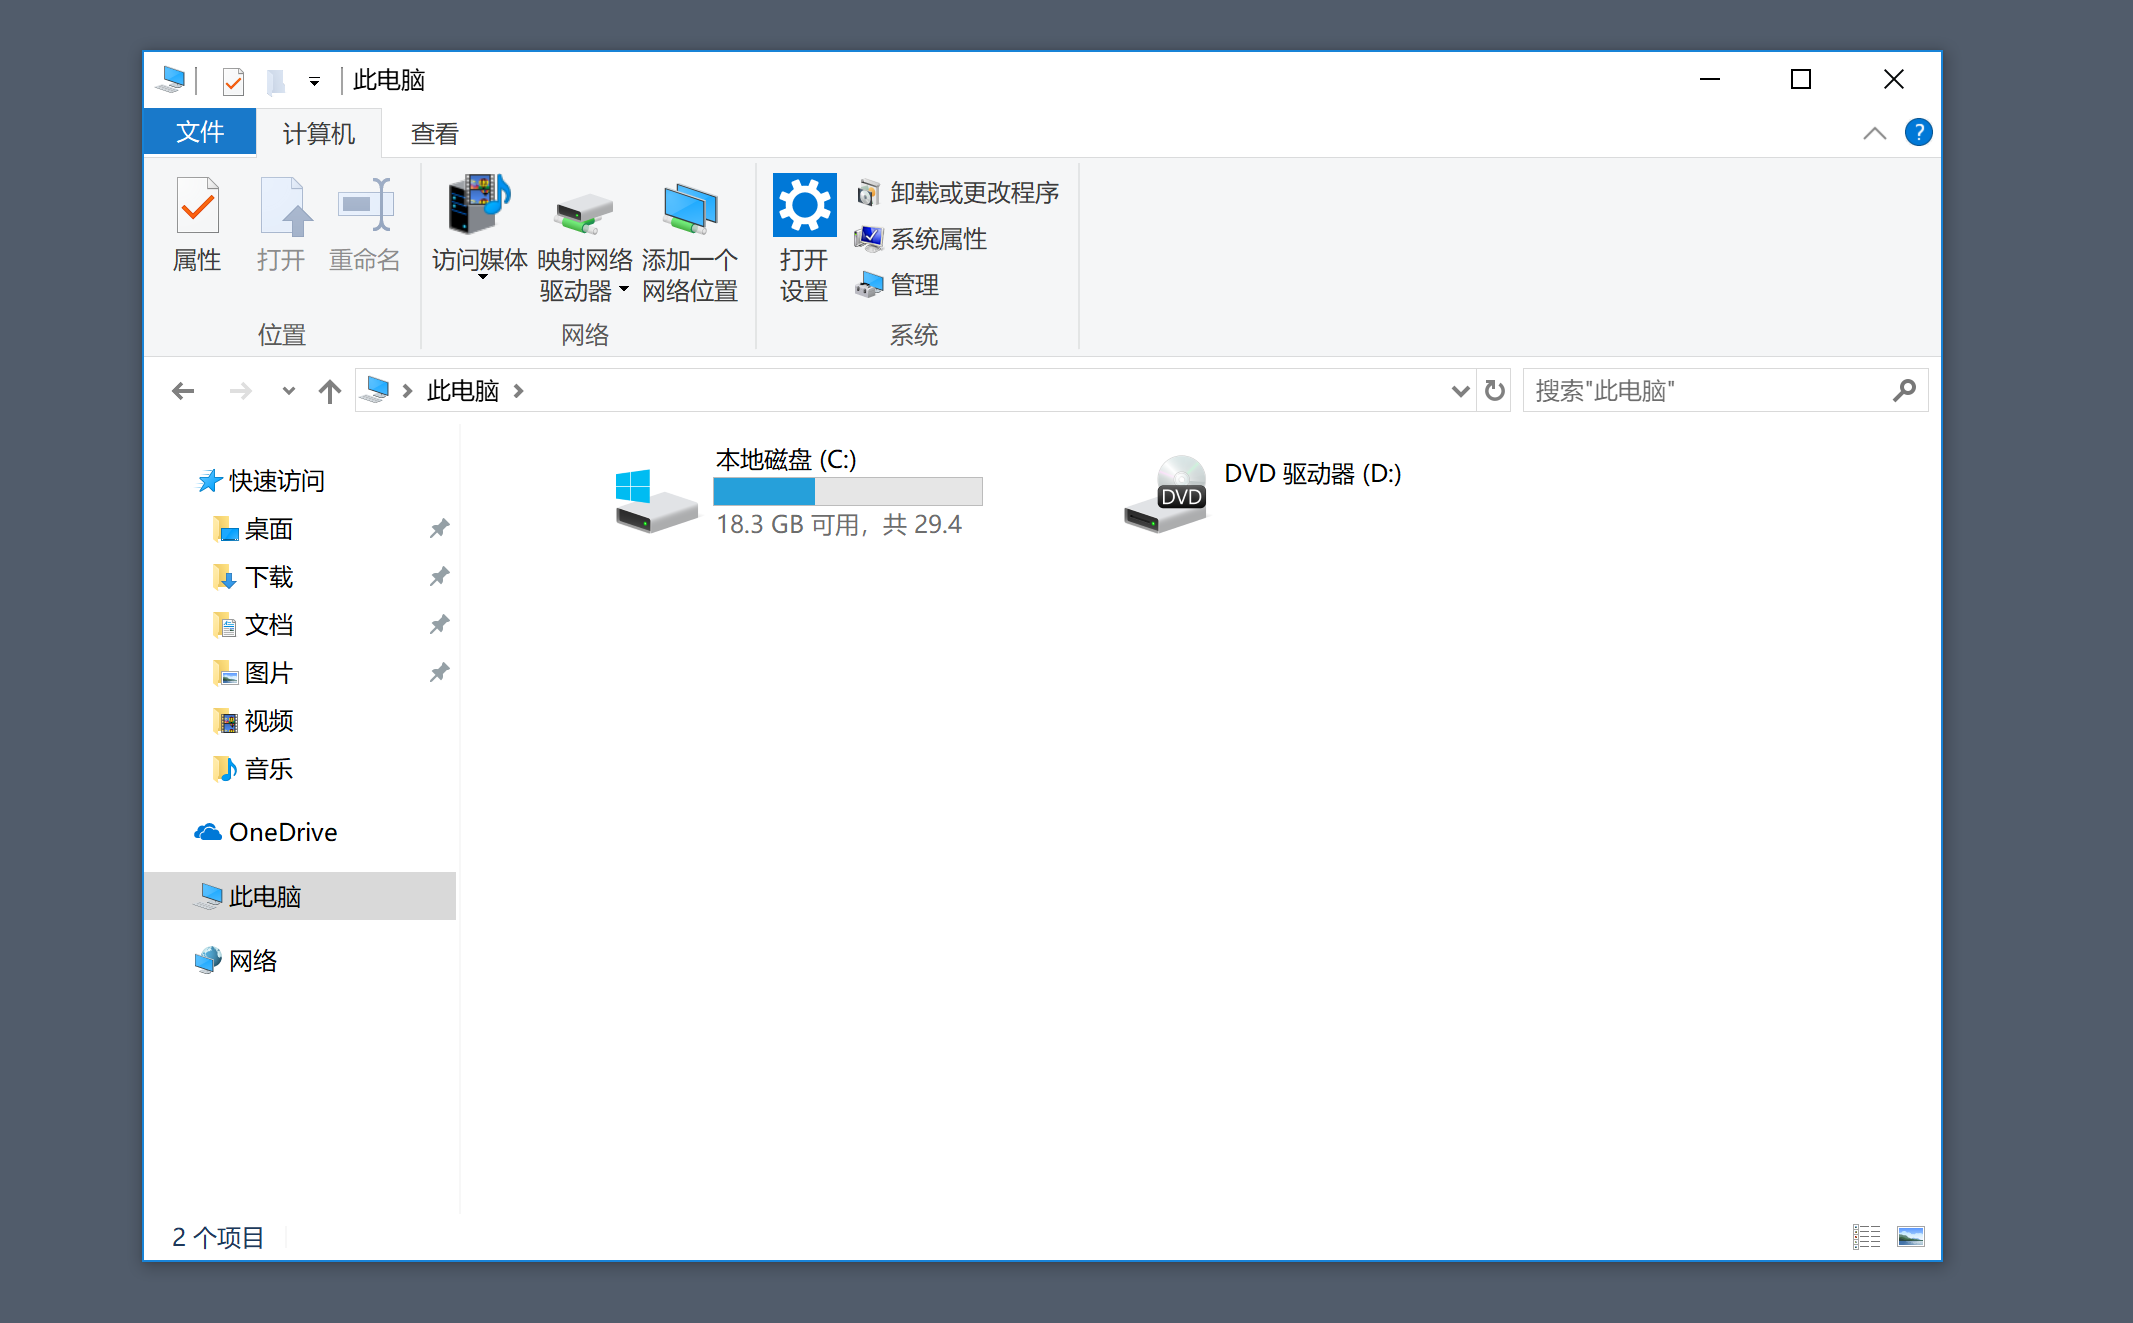 此电脑
文件 计算机 查看
?
属性 打开 重命名
位置
访问媒体
映射网络
驱动器
添加一个
网络位置
网络
打开
设置
卸载或更改程序
系统属性
管理
系统
此电脑
搜索"此电脑"
快速访问
桌面
下载
文档
图片
视频
音乐
OneDrive
此电脑
网络
本地磁盘 (C:)
18.3 GB 可用，共 29.4
DVD
DVD 驱动器 (D:)
2 个项目